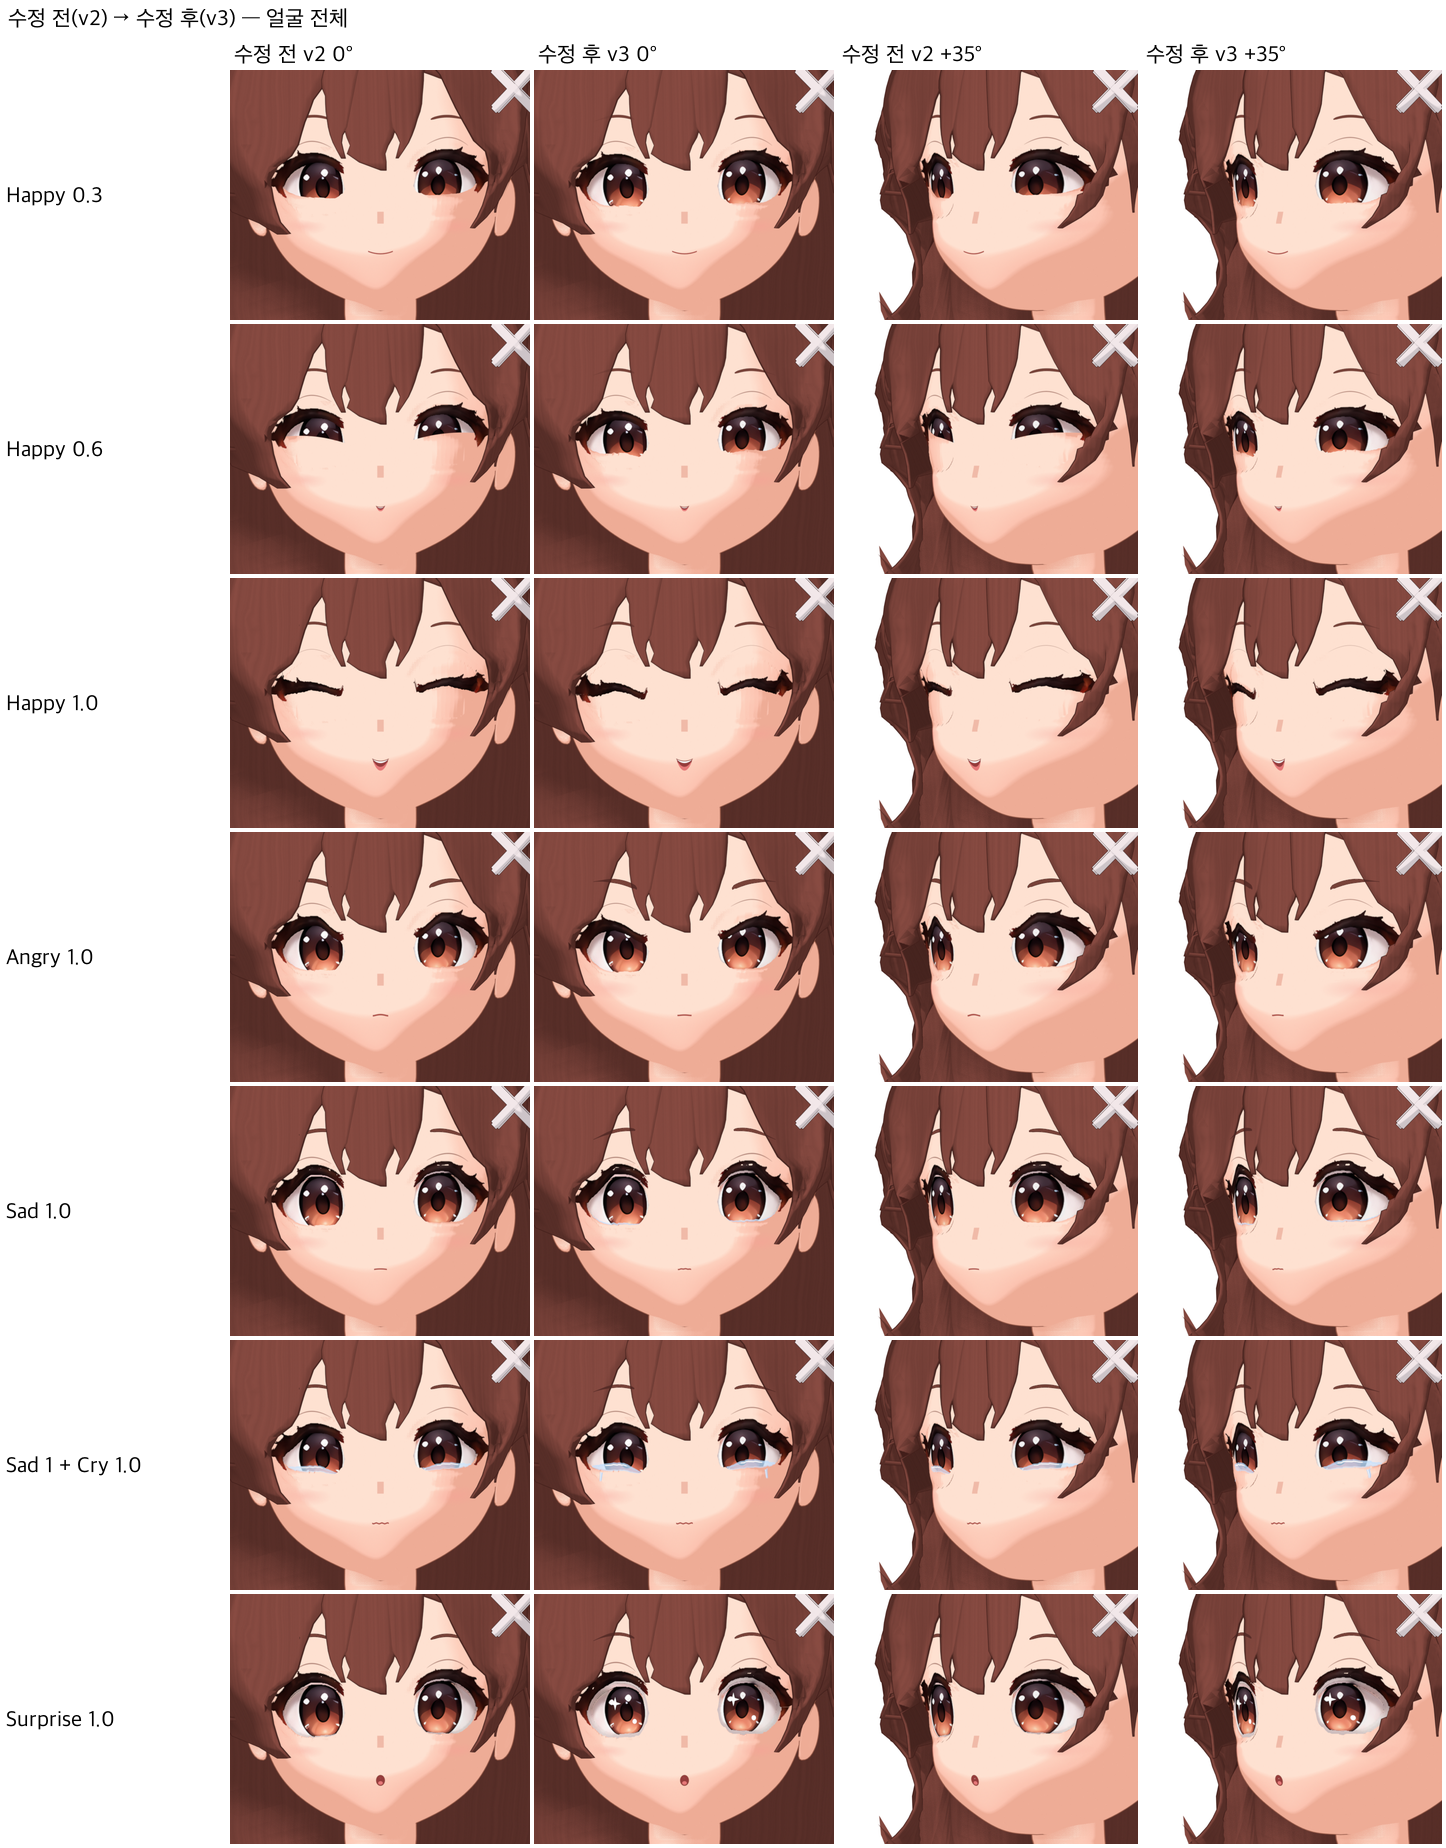 수정 전(v2) → 수정 후(v3) — 얼굴 전체
수정 전 v2 0°
수정 후 v3 0°
수정 전 v2 +35°
수정 후 v3 +35°
Happy 0.3
Happy 0.6
Happy 1.0
Angry 1.0
Sad 1.0
Sad 1 + Cry 1.0
Surprise 1.0